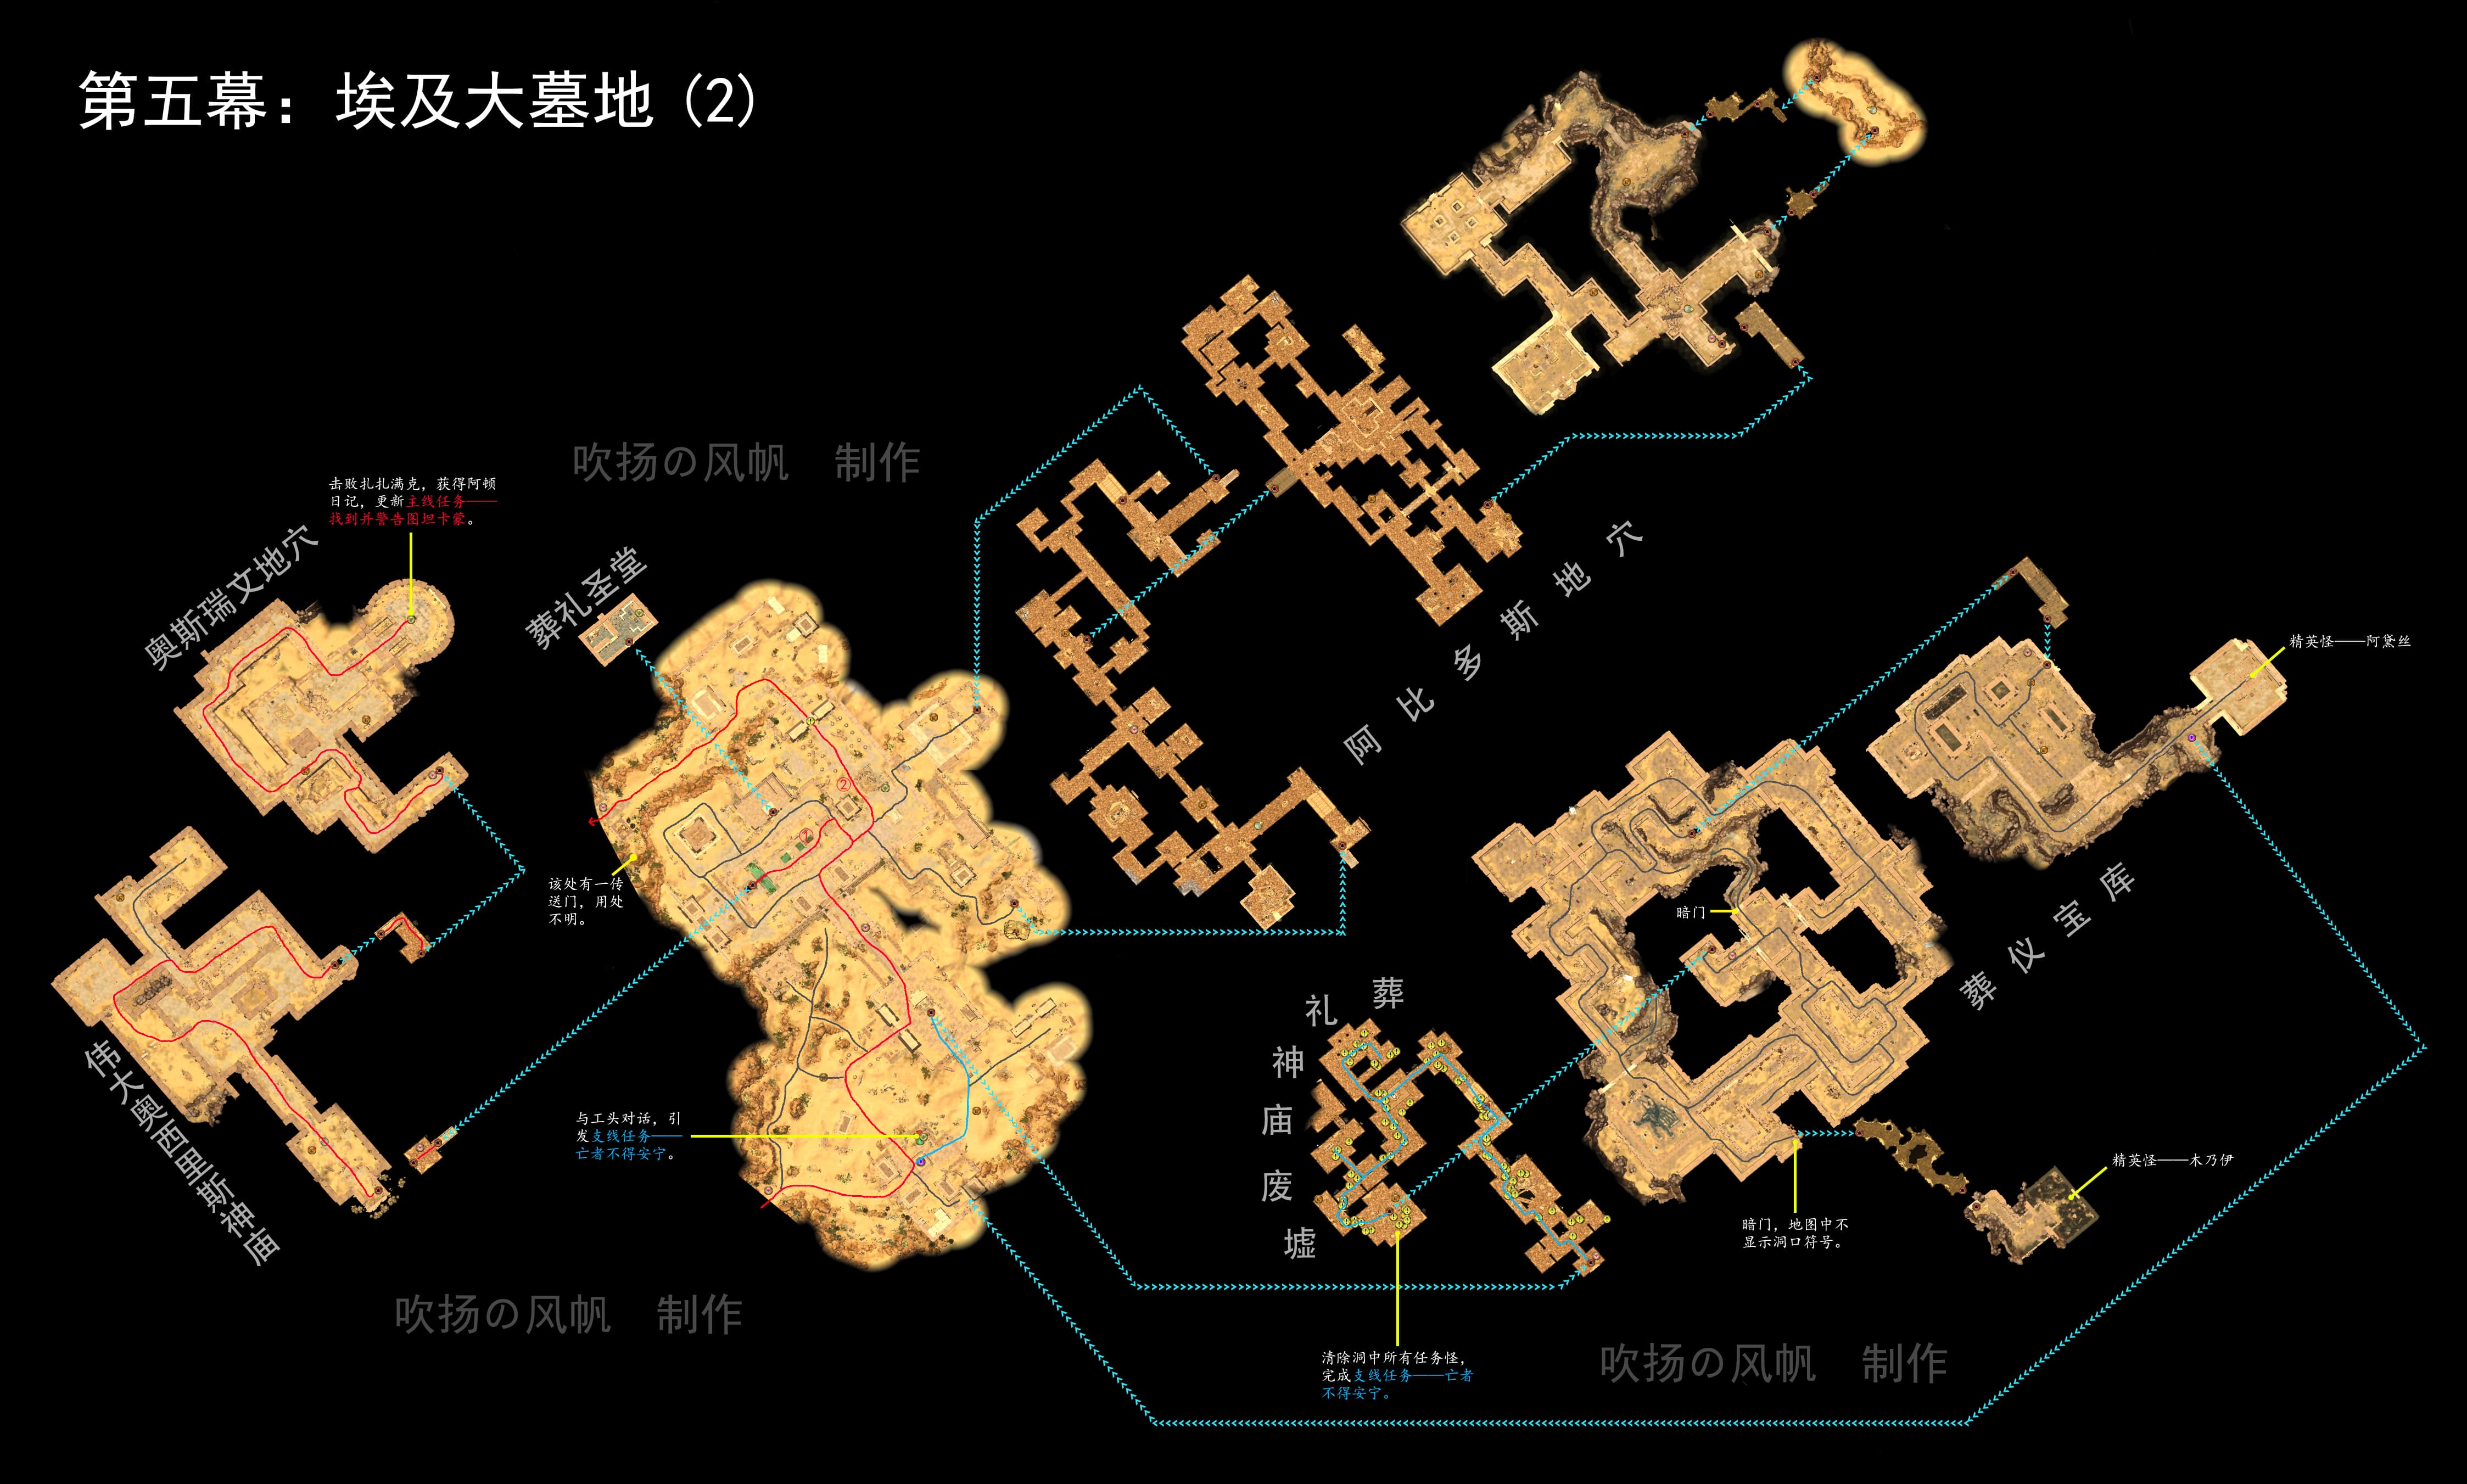 第五幕：埃及大墓地（2）
吹扬の风帆 制作
击败扎扎满克，获得阿顿
日记，更新主线任务——
找到并警告图坦卡蒙。
奥斯瑞文地穴
葬礼圣堂
阿比多斯地穴
精英怪——阿黛丝
②
①
该处有一传
送门，用处
不明。
暗门
葬仪宝库
伟大奥西里斯神庙
葬礼神庙废墟
与工头对话，引
发支线任务——
亡者不得安宁。
精英怪——木乃伊
暗门，地图中不
显示洞口符号。
吹扬の风帆 制作
清除洞中所有任务怪，
完成支线任务——亡者
不得安宁。
吹扬の风帆 制作